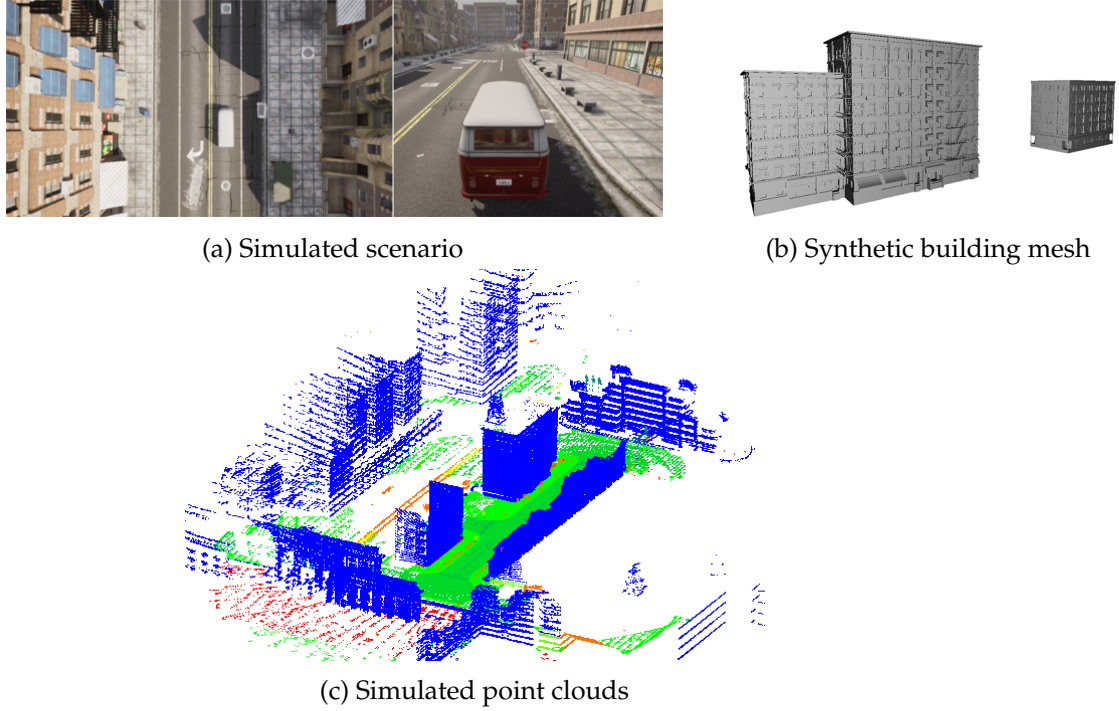 (a) Simulated scenario
(b) Synthetic building mesh
(c) Simulated point clouds